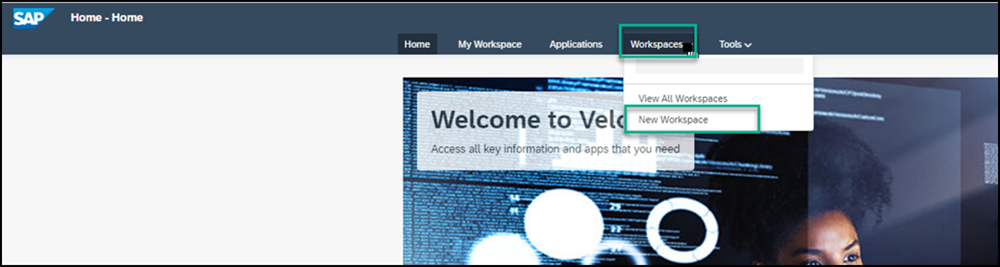 SAP
Home - Home
Home My Workspace Applications Workspaces Tools
View All Workspaces
New Workspace
Welcome to
Access all key information and apps that you need